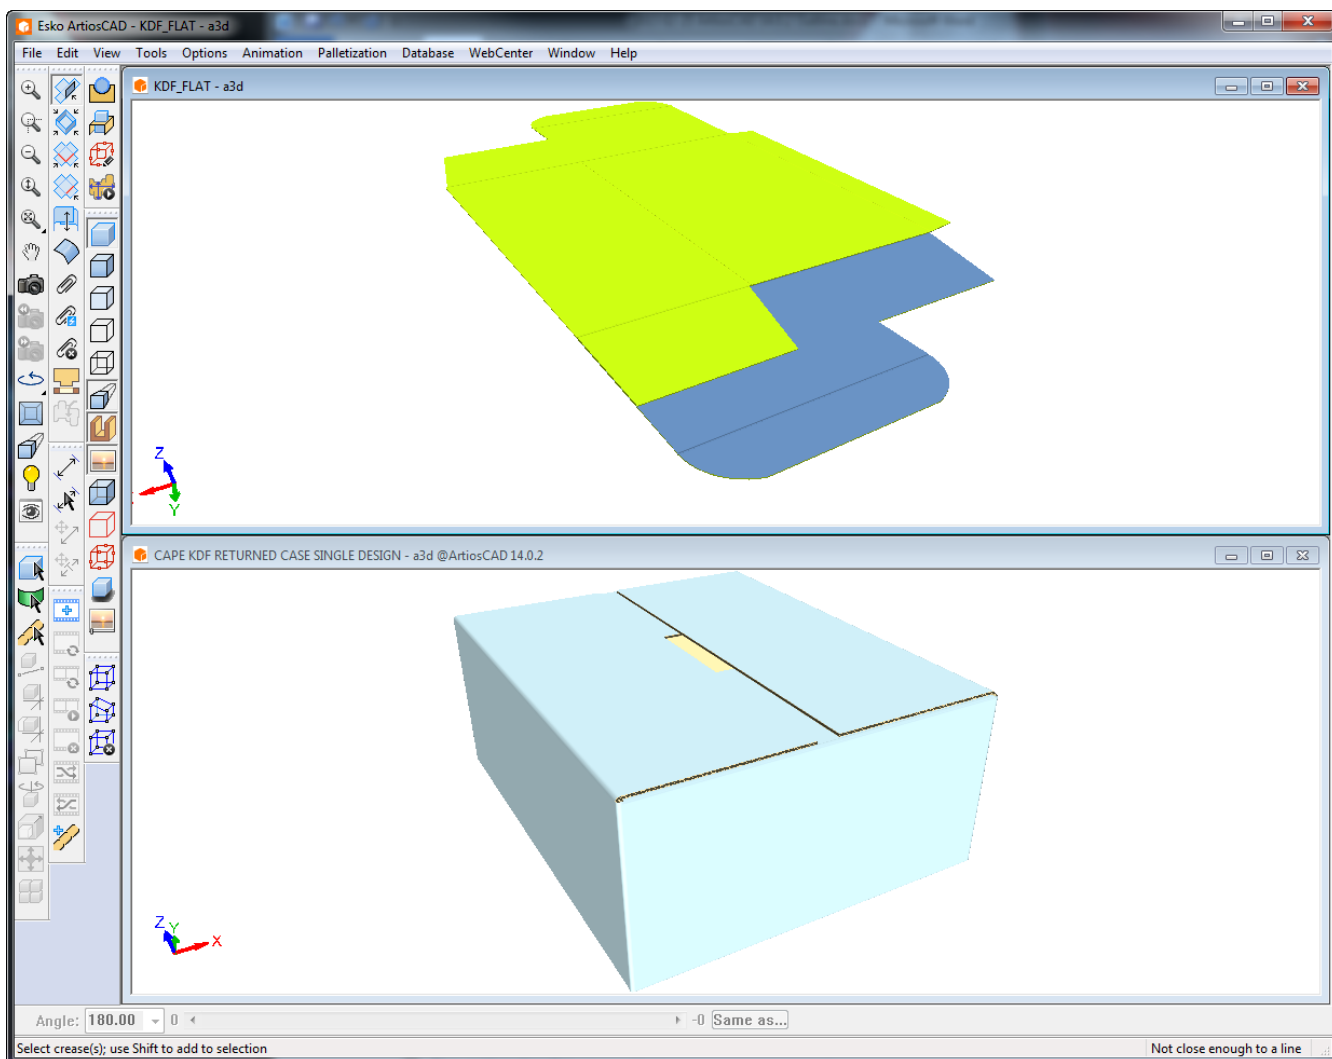 Esko ArtiosCAD - KDF_FLAT - a3d
File Edit View Tools Options Animation Palletization Database WebCenter Window Help
KDF_FLAT - a3d
Z
Y
CAPE KDF RETURNED CASE SINGLE DESIGN - a3d @ArtiosCAD 14.0.2
Z
Y
X
Angle: 180.00 0 -0 Same as...
Select crease(s); use Shift to add to selection Not close enough to a line